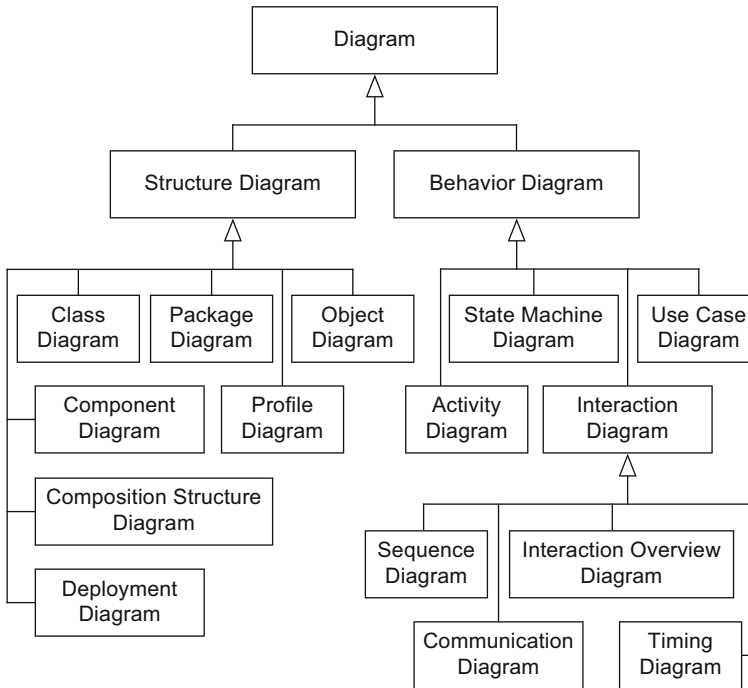 Diagram
Structure Diagram
Behavior Diagram
Class
Diagram
Package
Diagram
Object
Diagram
State Machine
Diagram
Use Case
Diagram
Component
Diagram
Profile
Diagram
Activity
Diagram
Interaction
Diagram
Composition Structure
Diagram
Sequence
Diagram
Interaction Overview
Diagram
Deployment
Diagram
Communication
Diagram
Timing
Diagram